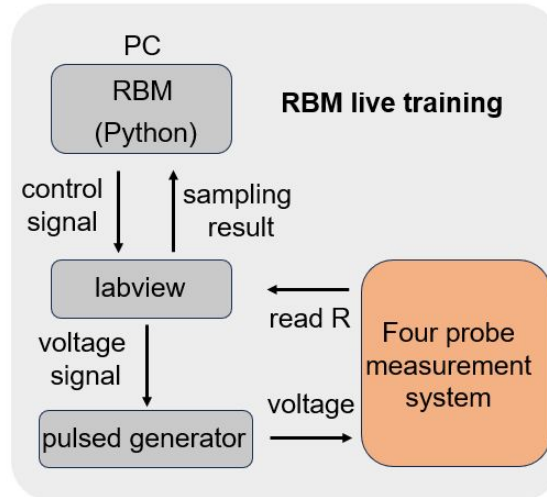 PC
RBM
(Python)
RBM live training
control
signal
sampling
result
labview
read R
Four probe
measurement
system
voltage
signal
voltage
pulsed generator